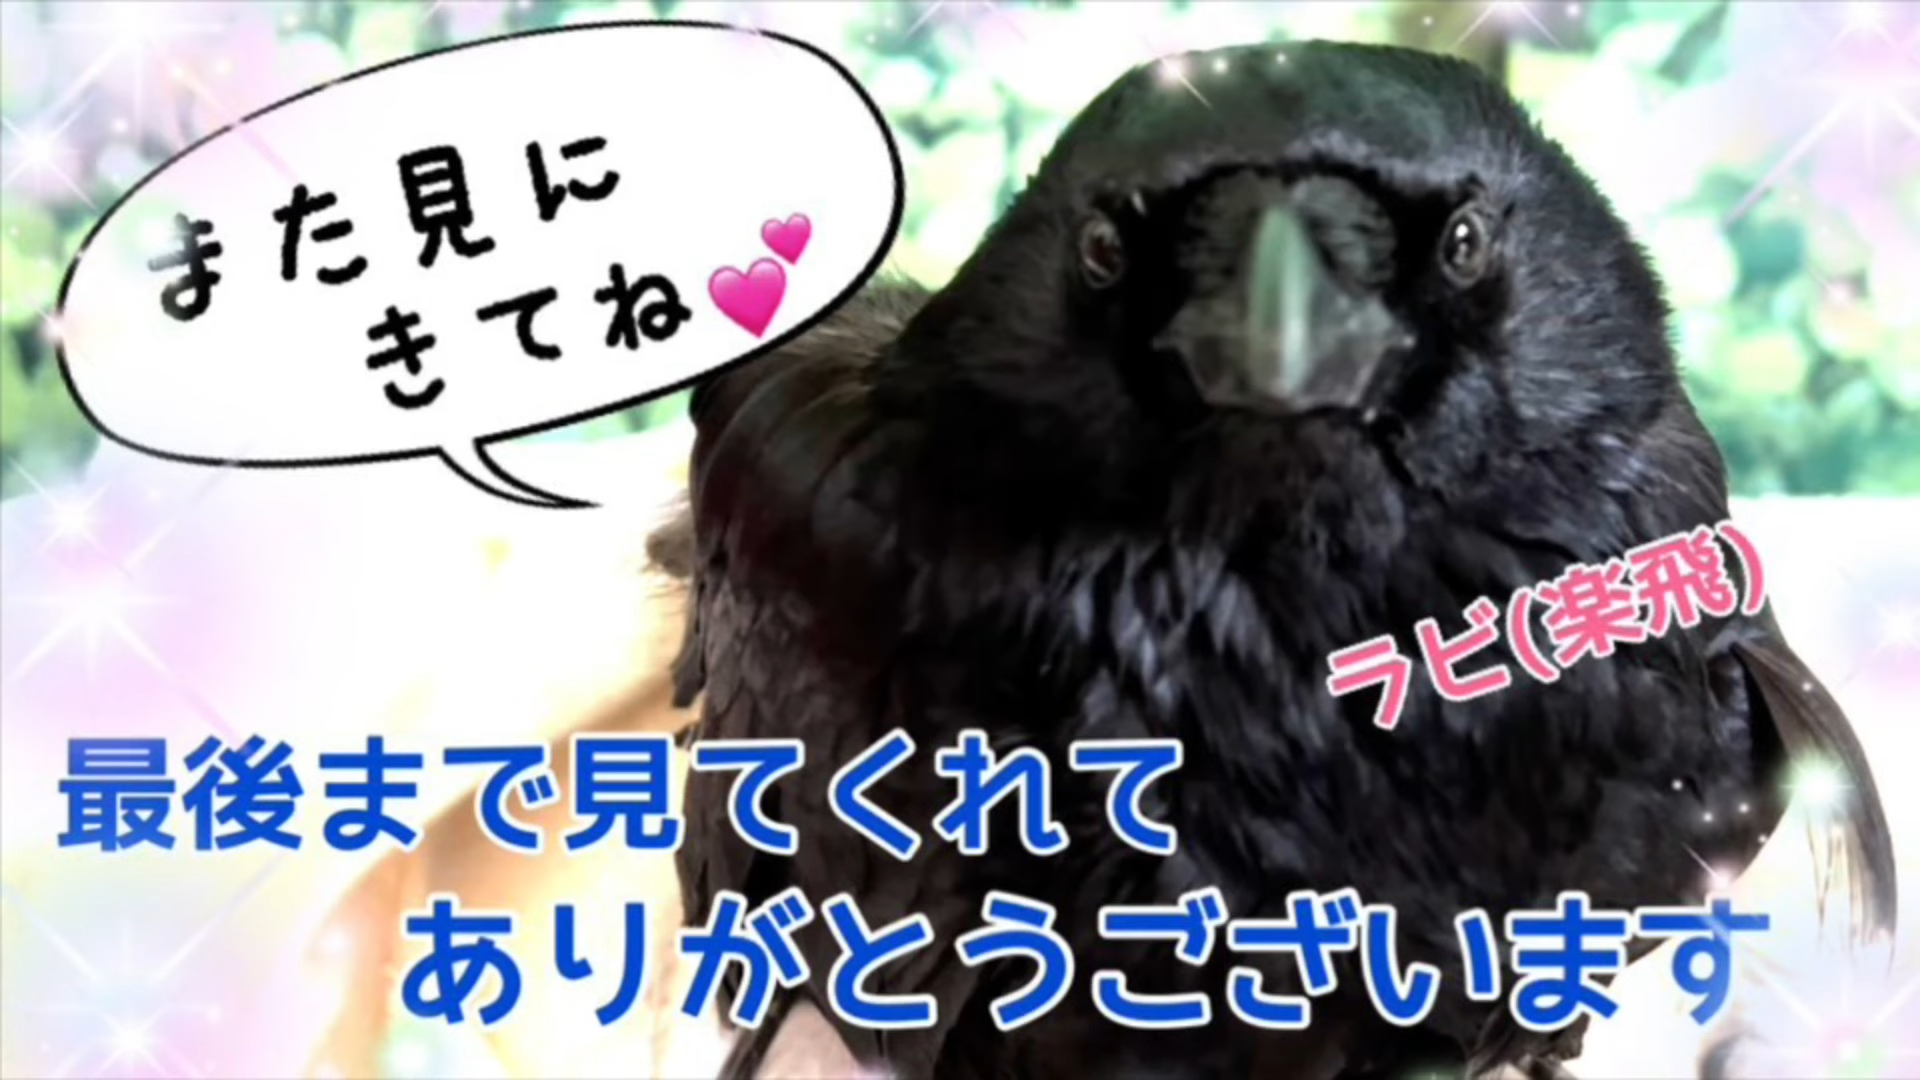 また見に
きてね💕
ラビ(楽飛)
最後まで見てくれて
ありがとうございます